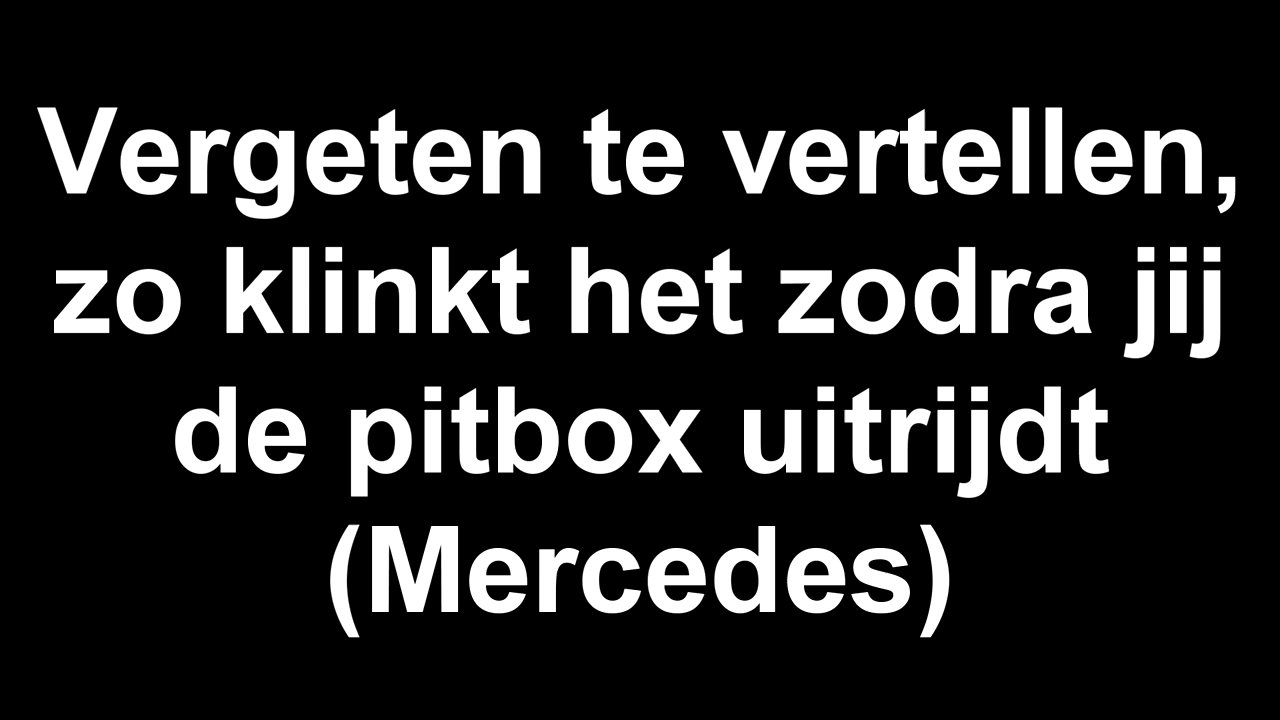 Vergeten te vertellen,
zo klinkt het zodra jij
de pitbox uitrijdt
(Mercedes)